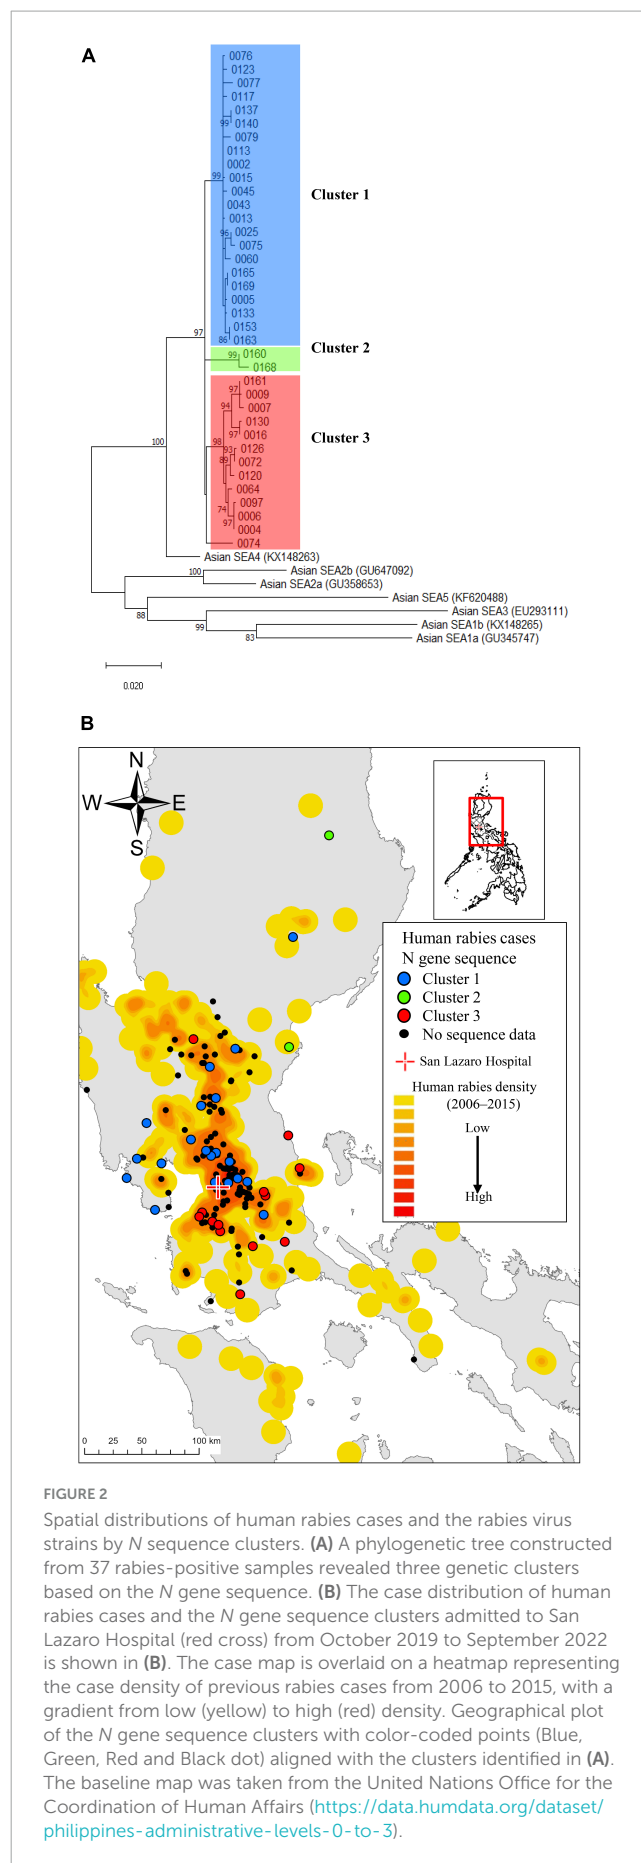 A
0076
0123
0077
0117
0137
99 0140
0079
0113
0002
99 0015
0045
0043
0013
96 0025
0075
0060
0165
0169
0005
0133
0153
86 0163
Cluster 1
97
99 0160
0168
Cluster 2
0161
97 0009
94 0007
0130
97 0016
98 93 0126
89 0072
0120
0064
74 0097
0006
97 0004
0074
Cluster 3
100
Asian SEA4 (KX148263)
100 Asian SEA2b (GU647092)
Asian SEA2a (GU358653)
Asian SEA5 (KF620488)
88 Asian SEA3 (EU293111)
99 Asian SEA1b (KX148265)
83 Asian SEA1a (GU345747)
0.020
B
N
W E
S
Human rabies cases
N gene sequence
Cluster 1
Cluster 2
Cluster 3
No sequence data
San Lazaro Hospital
Human rabies density
(2006–2015)
Low
High
0 25 50 100 km
FIGURE 2
Spatial distributions of human rabies cases and the rabies virus
strains by N sequence clusters. (A) A phylogenetic tree constructed
from 37 rabies-positive samples revealed three genetic clusters
based on the N gene sequence. (B) The case distribution of human
rabies cases and the N gene sequence clusters admitted to San
Lazaro Hospital (red cross) from October 2019 to September 2022
is shown in (B). The case map is overlaid on a heatmap representing
the case density of previous rabies cases from 2006 to 2015, with a
gradient from low (yellow) to high (red) density. Geographical plot
of the N gene sequence clusters with color-coded points (Blue,
Green, Red and Black dot) aligned with the clusters identified in (A).
The baseline map was taken from the United Nations Office for the
Coordination of Human Affairs (https://data.humdata.org/dataset/
philippines-administrative-levels-0-to-3).